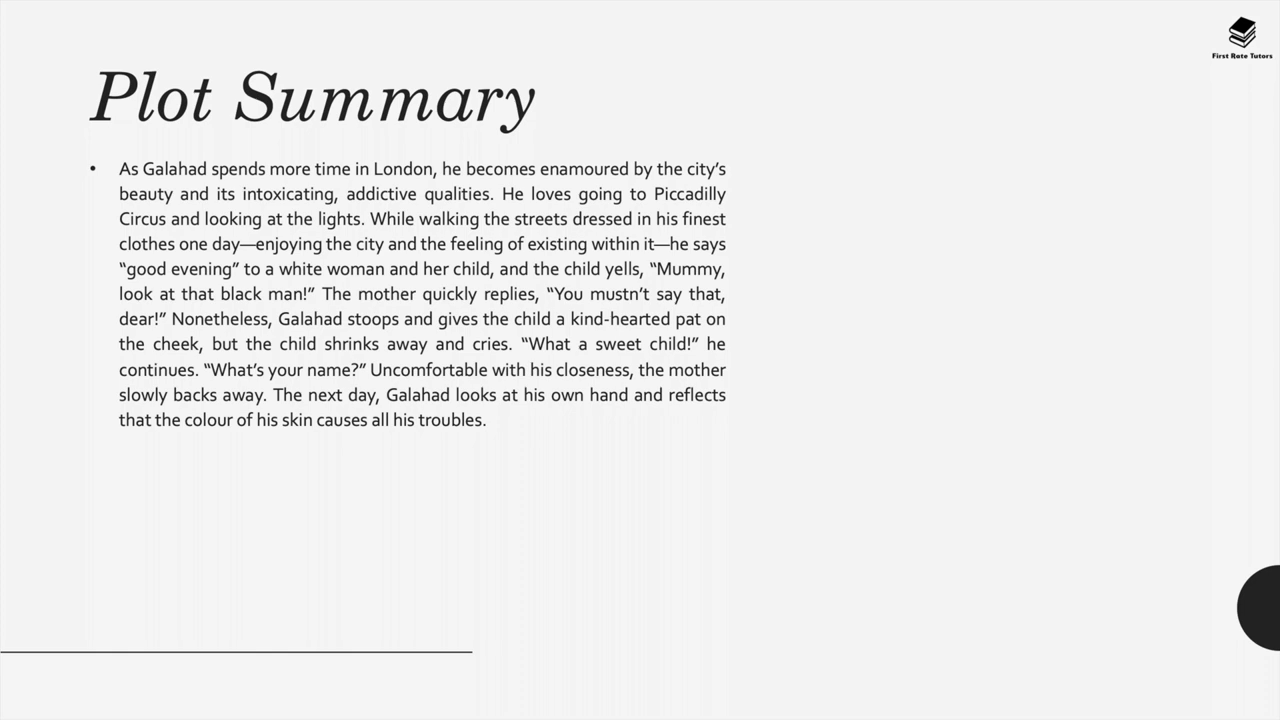 First Rate Tutors
Plot Summary
• As Galahad spends more time in London, he becomes enamoured by the city’s
beauty and its intoxicating, addictive qualities. He loves going to Piccadilly
Circus and looking at the lights. While walking the streets dressed in his finest
clothes one day—enjoying the city and the feeling of existing within it—he says
“good evening” to a white woman and her child, and the child yells, “Mummy,
look at that black man!” The mother quickly replies, “You mustn’t say that,
dear!” Nonetheless, Galahad stoops and gives the child a kind-hearted pat on
the cheek, but the child shrinks away and cries. “What a sweet child!” he
continues. “What’s your name?” Uncomfortable with his closeness, the mother
slowly backs away. The next day, Galahad looks at his own hand and reflects
that the colour of his skin causes all his troubles.